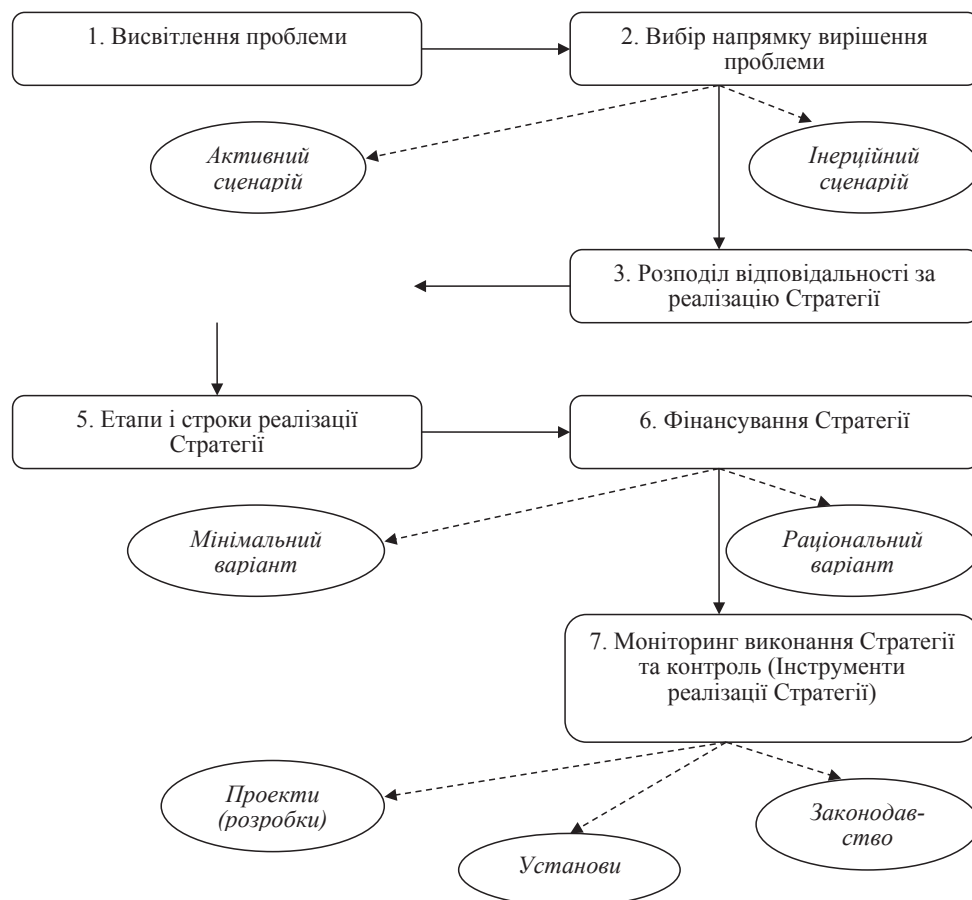 1. Висвітлення проблеми
2. Вибір напрямку вирішення
проблеми
Активний
сценарій
Інерційний
сценарій
3. Розподіл відповідальності за
реалізацію Стратегії
5. Етапи і строки реалізації
Стратегії
6. Фінансування Стратегії
Мінімальний
варіант
Раціональний
варіант
7. Моніторинг виконання Стратегії
та контроль (Інструменти
реалізації Стратегії)
Проекти
(розробки)
Установи
Законодав-
ство